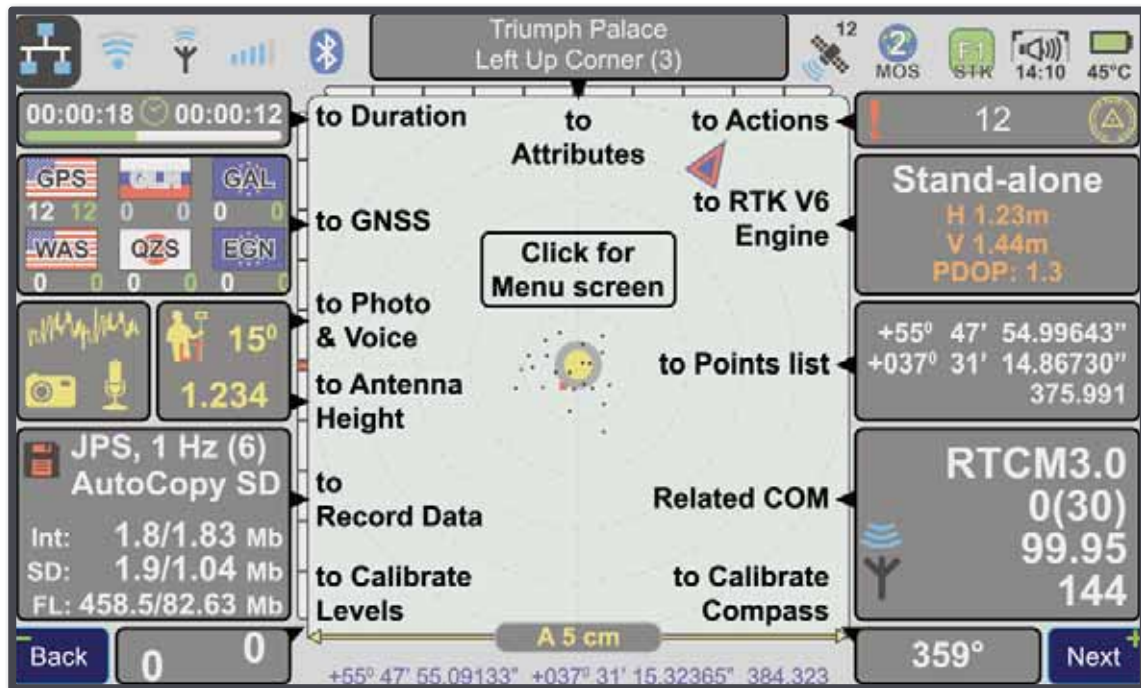 Triumph Palace
Left Up Corner (3)
12
2
MOS
F1
STK
14:10
45°C
00:00:18 00:00:12
to Duration
to
Attributes
to Actions
12
GPS GLN GAL
12 12 0 0 0 0
WAS QZS EGN
0 0 0 0 0 0
to GNSS
to RTK V6
Engine
Stand-alone
H 1.23m
V 1.44m
PDOP: 1.3
Click for
Menu screen
to Photo
& Voice
15⁰
1.234
to Antenna
Height
to Points list
+55⁰ 47' 54.99643"
+037⁰ 31' 14.86730"
375.991
JPS, 1 Hz (6)
AutoCopy SD
Int: 1.8/1.83 Mb
SD: 1.9/1.04 Mb
FL: 458.5/82.63 Mb
to
Record Data
Related COM
RTCM3.0
0(30)
99.95
144
to Calibrate
Levels
to Calibrate
Compass
Back
0 0
A 5 cm
359°
Next
+55⁰ 47' 55.09133" +037⁰ 31' 15.32365" 384.323